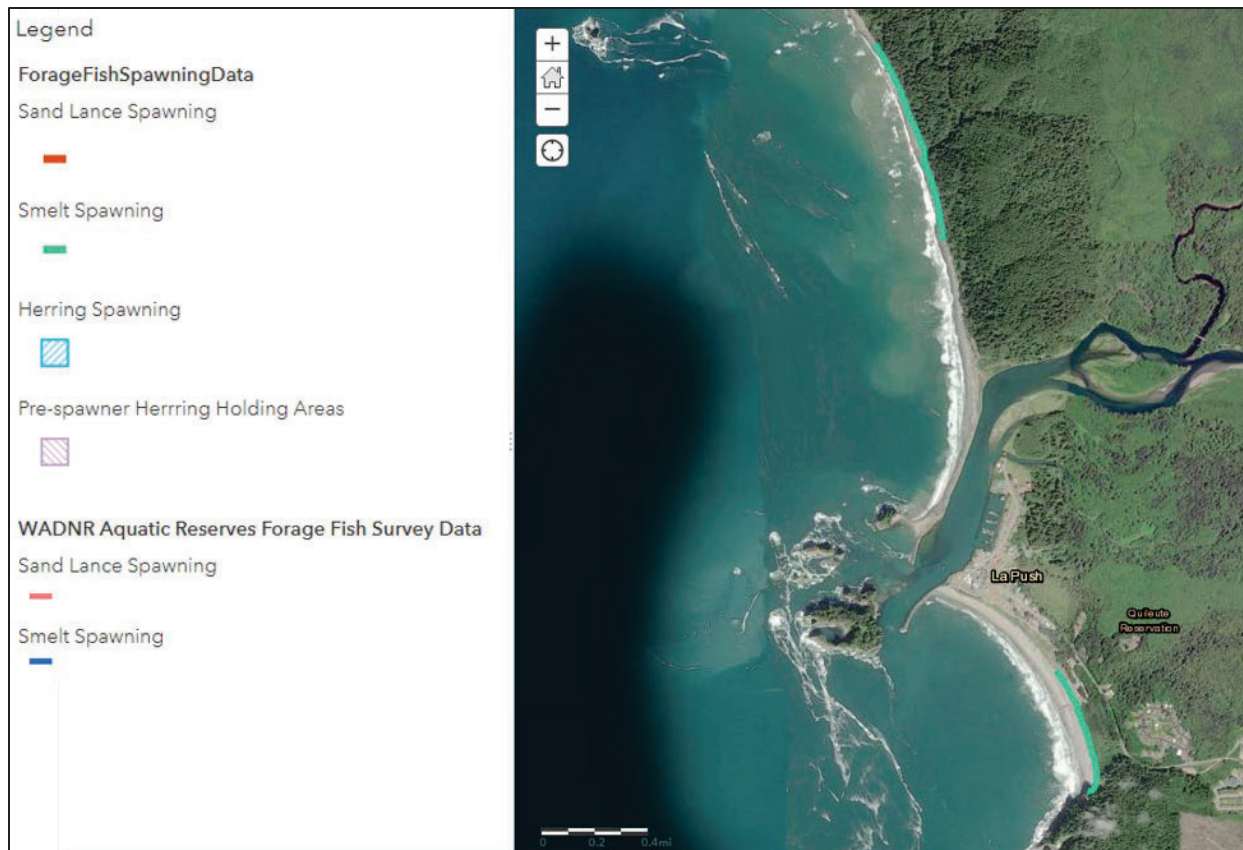 Legend
ForageFishSpawningData
Sand Lance Spawning
Smelt Spawning
Herring Spawning
Pre-spawner Herrring Holding Areas
WADNR Aquatic Reserves Forage Fish Survey Data
Sand Lance Spawning
Smelt Spawning
+
−
La Push
Quileute
Reservation
0 0.2 0.4mi